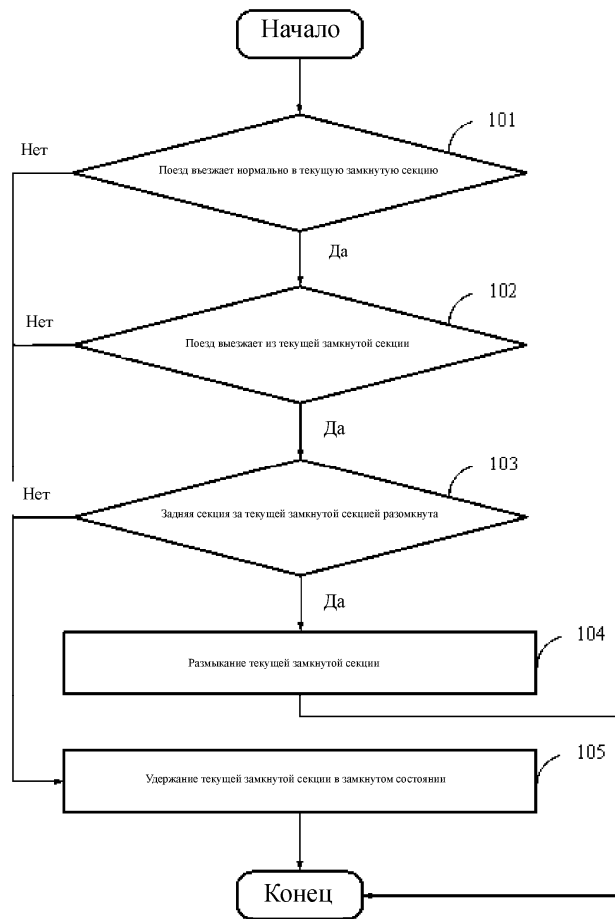 Начало
101
Нет
Поезд въезжает нормально в текущую замкнутую секцию
Да
102
Нет
Поезд выезжает из текущей замкнутой секции
Да
103
Нет
Задняя секция за текущей замкнутой секцией разомкнута
Да
104
Размыкание текущей замкнутой секции
105
Удержание текущей замкнутой секции в замкнутом состоянии
Конец